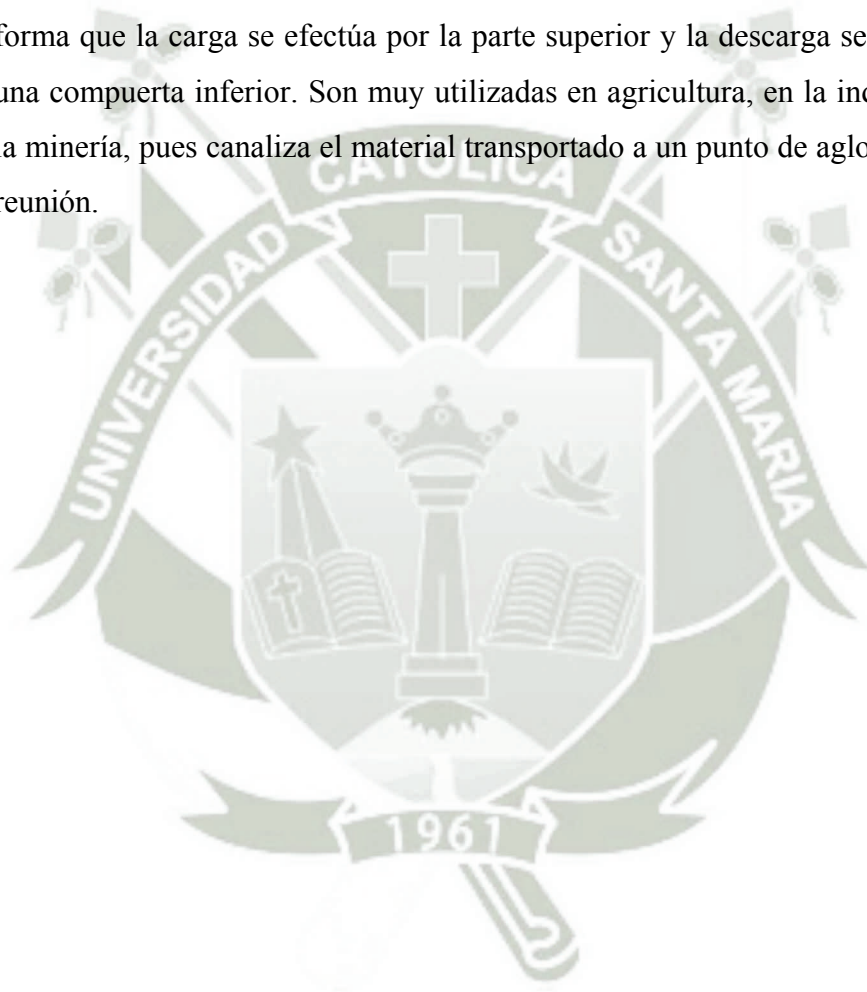 forma que la carga se efectúa por la parte superior y la descarga se
una compuerta inferior. Son muy utilizadas en agricultura, en la
la minería, pues canaliza el material transportado a un punto de
reunión.
CATOLICA
UNIVERSIDAD
SANTA MARIA
1961